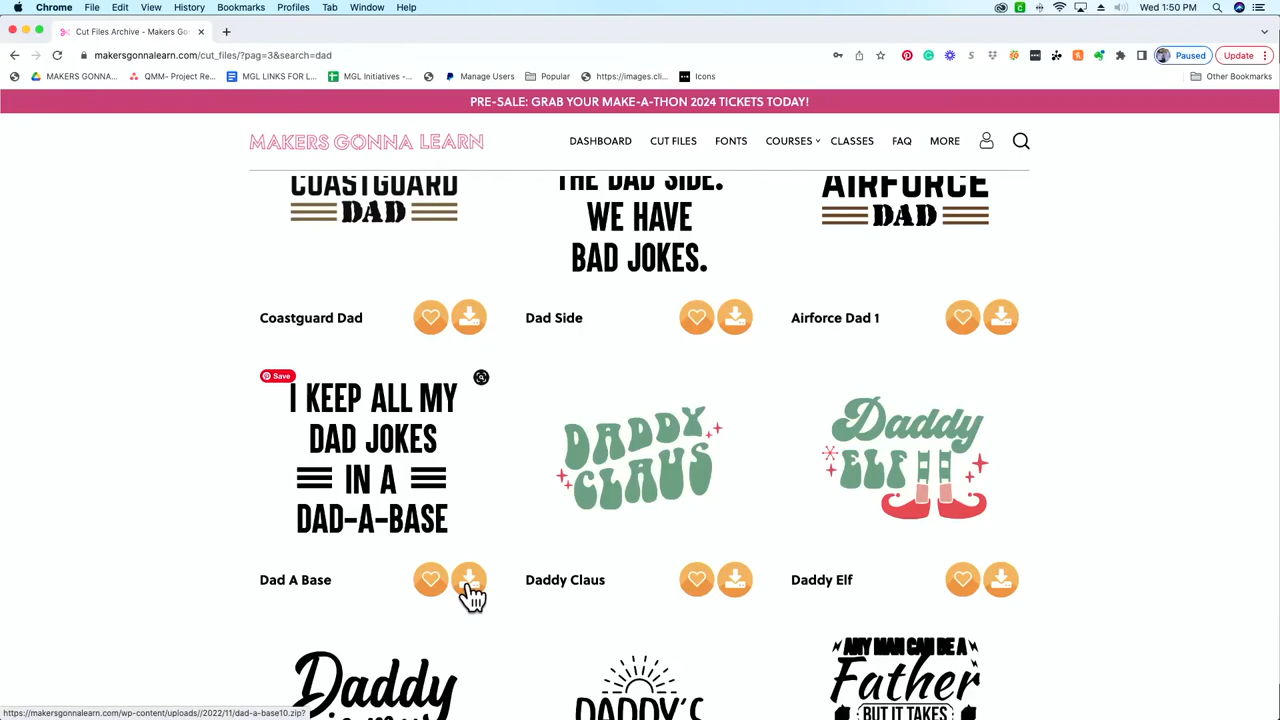 Chrome File Edit View History Bookmarks Profiles Tab Window Help
Wed 1:50 PM
Cut Files Archive - Makers Go
makersgonnalearn.com/cut_files/?pag=3&search=dad
Paused
Update
MAKERS GONNA...
QMM- Project Re...
MGL LINKS FOR L...
MGL Initiatives -...
Manage Users
Popular
https://images.cli...
Icons
Other Bookmarks
PRE-SALE: GRAB YOUR MAKE-A-THON 2024 TICKETS TODAY!
MAKERS GONNA LEARN
DASHBOARD CUT FILES FONTS COURSES CLASSES FAQ MORE
COASTGUARD
DAD
THE DAD SIDE.
WE HAVE
BAD JOKES.
AIRFORCE
DAD
Coastguard Dad
Dad Side
Airforce Dad 1
Save
I KEEP ALL MY
DAD JOKES
IN A
DAD-A-BASE
DADDY
CLAUS
Daddy
ELF
Dad A Base
Daddy Claus
Daddy Elf
Daddy
is my
DADDY'S
ANY MAN CAN BE A
Father
BUT IT TAKES
https://makersgonnalearn.com/wp-content/uploads//2022/11/dad-a-base10.zip?